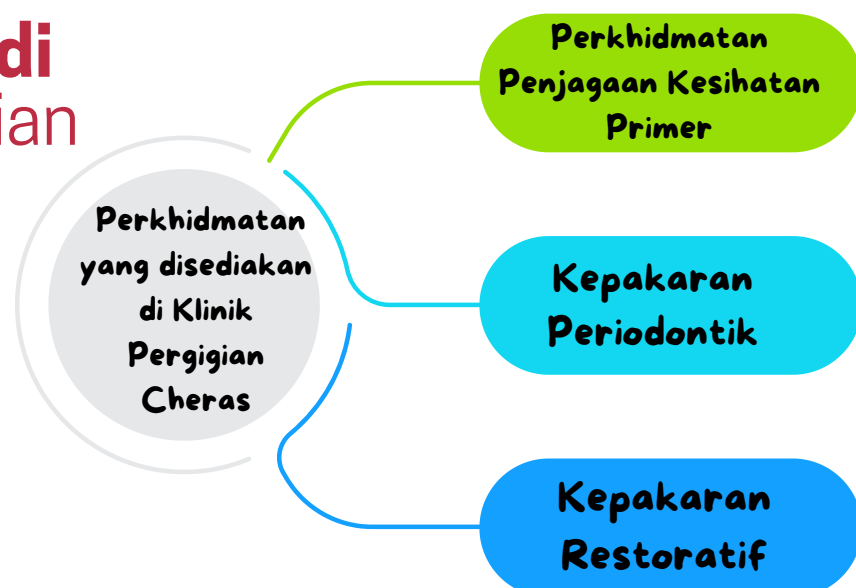 di
ian
Perkhidmatan
yang disediakan
di Klinik
Pergigian
Cheras
Perkhidmatan
Penjagaan Kesihatan
Primer
Kepakaran
Periodontik
Kepakaran
Restoratif